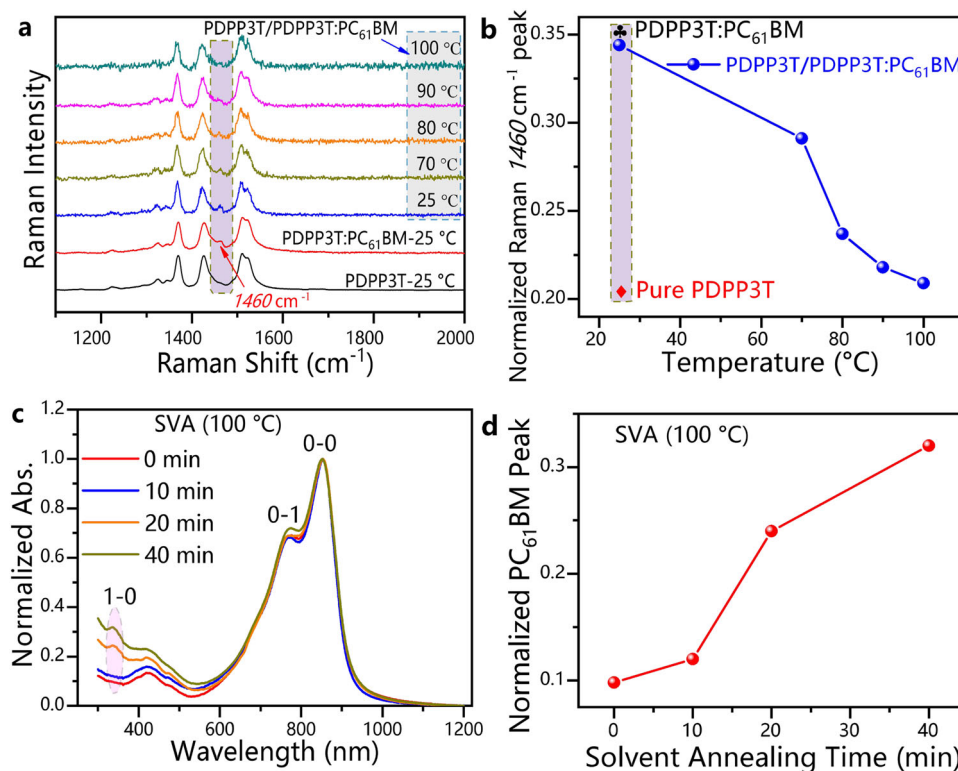 a
PDPP3T/PDPP3T:PC61BM
100 °C
90 °C
80 °C
70 °C
25 °C
PDPP3T:PC61BM-25 °C
PDPP3T-25 °C
1460 cm-1
Raman Intensity
1200 1400 1600 1800 2000
Raman Shift (cm-1)
b
PDPP3T:PC61BM
PDPP3T/PDPP3T:PC61BM
Pure PDPP3T
Normalized Raman 1460 cm-1 peak
0.35
0.30
0.25
0.20
20 40 60 80 100
Temperature (°C)
c
SVA (100 °C)
0 min
10 min
20 min
40 min
0-0
0-1
1-0
Normalized Abs.
1.2
1.0
0.8
0.6
0.4
0.2
0.0
400 600 800 1000 1200
Wavelength (nm)
d
SVA (100 °C)
Normalized PC61BM Peak
0.3
0.2
0.1
0 10 20 30 40
Solvent Annealing Time (min)